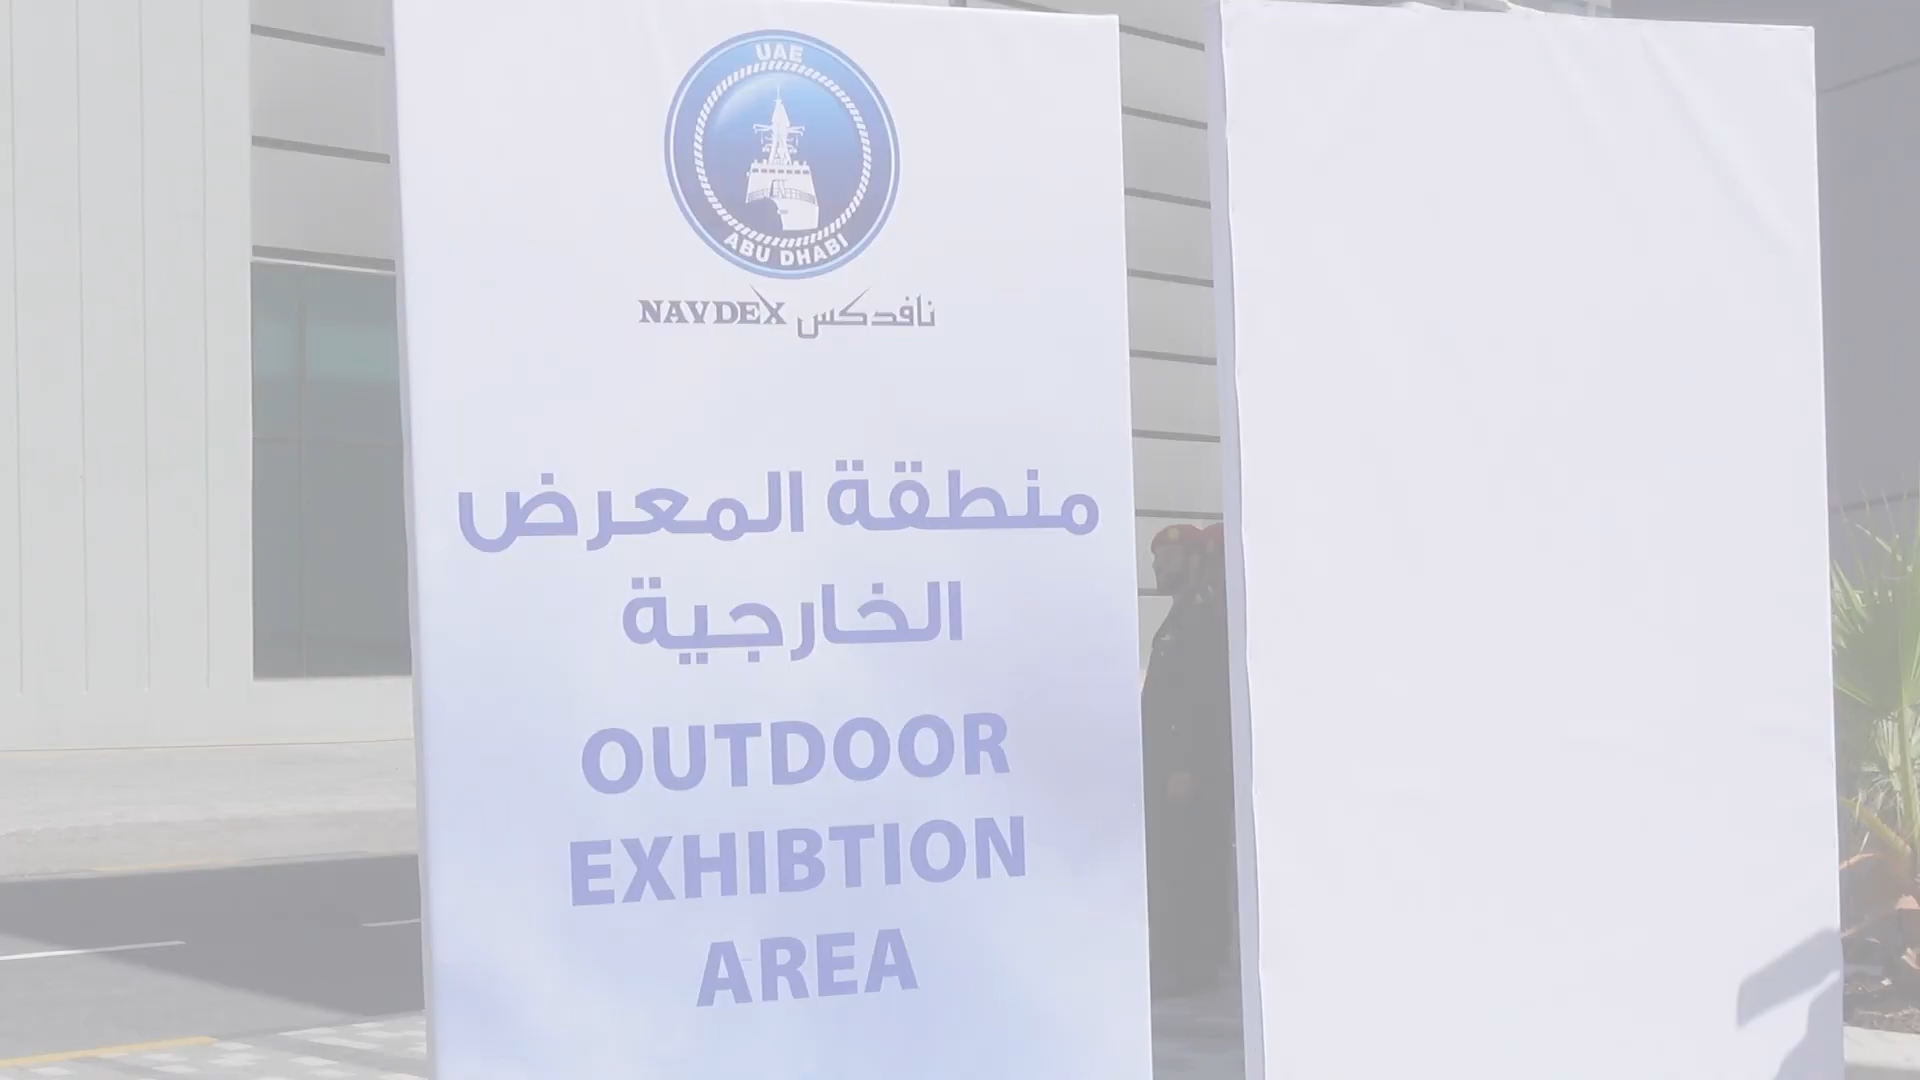 UAE
ABU DHABI
NAVDEX نافدكس
منطقة المعرض
الخارجية
OUTDOOR
EXHIBTION
AREA